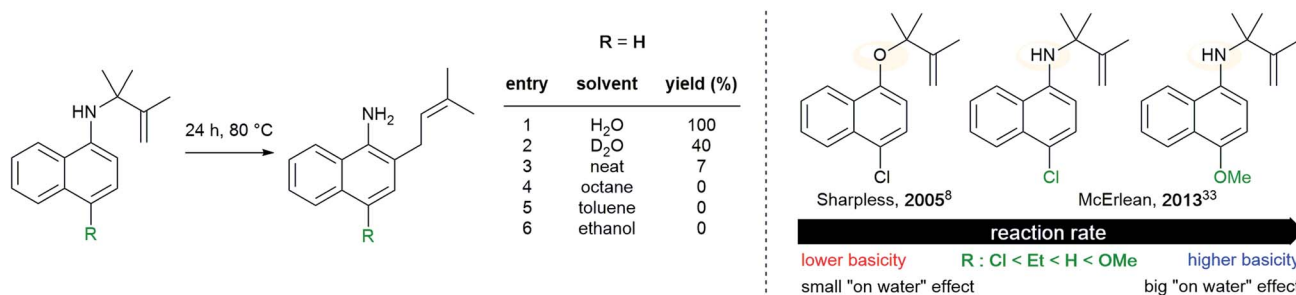 HN
R
24 h, 80 °C
NH2
R
R = H
entry solvent yield (%)
1 H2O 100
2 D2O 40
3 neat 7
4 octane 0
5 toluene 0
6 ethanol 0
O
Cl
HN
Cl
HN
OMe
Sharpless, 2005⁸
McErlean, 2013³³
reaction rate
lower basicity R : Cl < Et < H < OMe higher basicity
small "on water" effect big "on water" effect